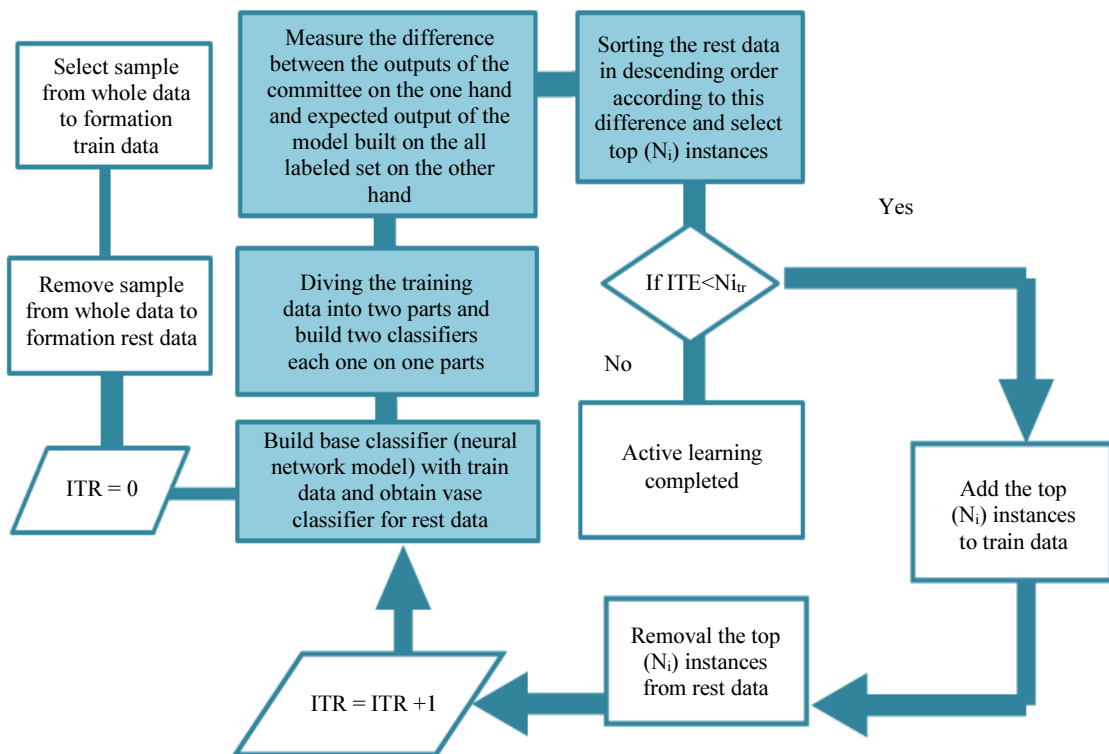 Select sample
from whole data
to formation
train data
Remove sample
from whole data to
formation rest data
ITR = 0
Build base classifier (neural
network model) with train
data and obtain vase
classifier for rest data
Diving the training
data into two parts and
build two classifiers
each one on one parts
Measure the difference
between the outputs of the
committee on the one hand
and expected output of the
model built on the all
labeled set on the other
hand
Sorting the rest data
in descending order
according to this
difference and select
top (Nᵢ) instances
If ITE<Niₜᵣ
Yes
No
Active learning
completed
Add the top
(Nᵢ) instances
to train data
Removal the top
(Nᵢ) instances
from rest data
ITR = ITR +1